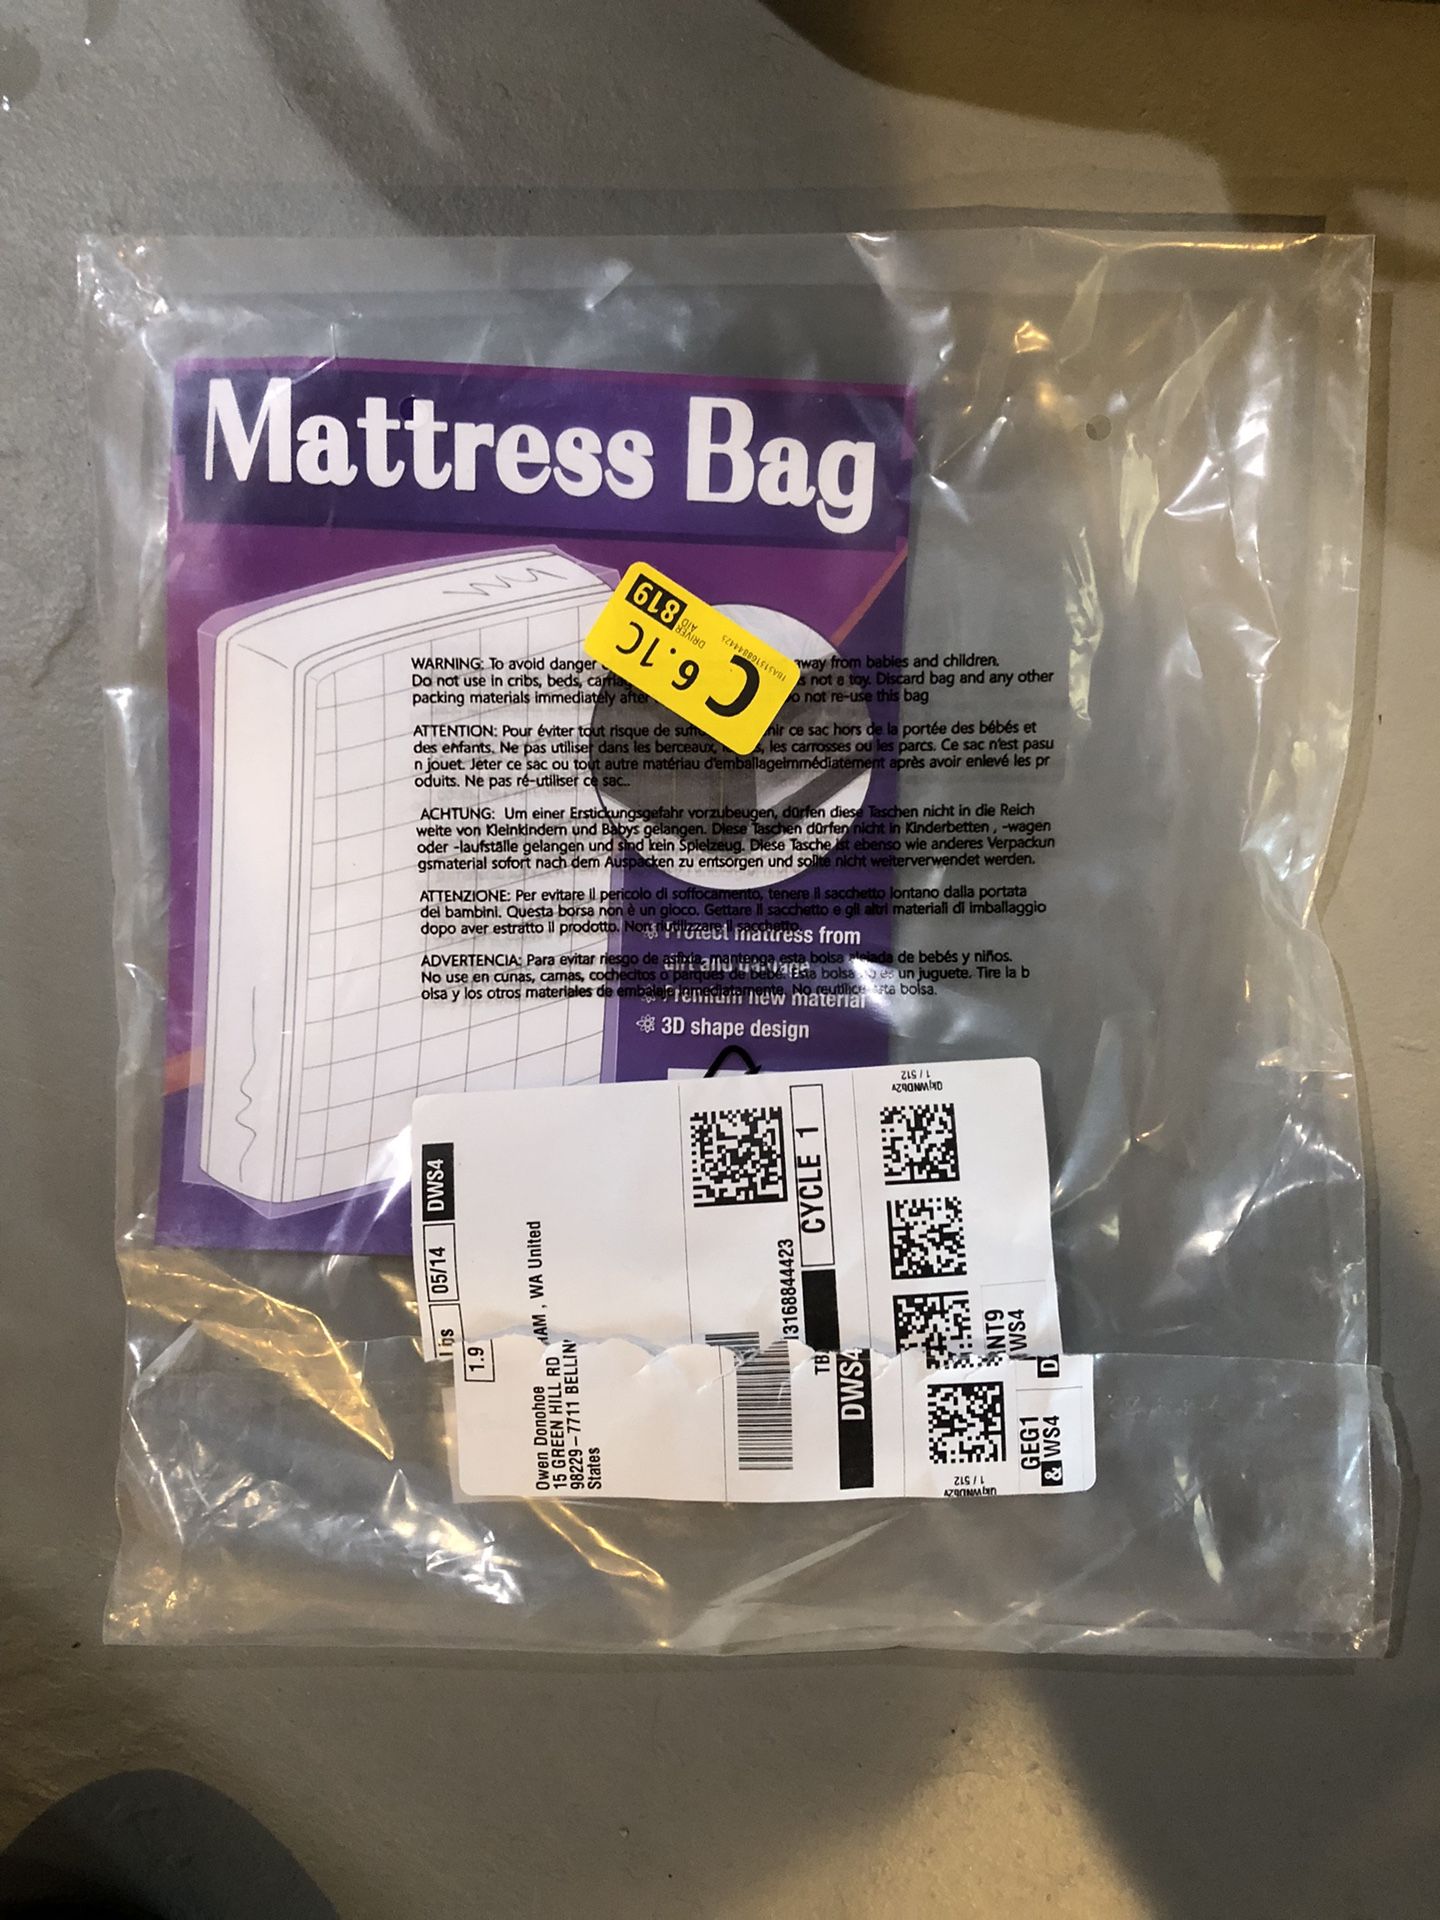 Mattress Bag
819
DRIVER
AID
C
6.1C
WARNING: To avoid danger
away from babies and children.
Do not use in cribs, beds,
not a toy. Discard bag and any other
packing materials immediately after
not re-use this bag
ATTENTION: Pour éviter tout risque de
ce sac hors de la portée des bébés et
des enfants. Ne pas utiliser dans les berceaux,
les carrosses ou les parcs. Ce sac n'est pasu
n jouet. Jeter ce sac ou tout autre matériau d'emballageimmédiatement après avoir enlevé les pr
oduits. Ne pas ré-utiliser ce sac..
ACHTUNG: Um einer Erstickungsgefahr vorzubeugen, dürfen diese Taschen nicht in die Reich
weite von Kleinkindern und Babys gelangen. Diese Taschen dürfen nicht in Kinderbetten , -wagen
oder -laufställe gelangen und sind kein Spielzeug. Diese Tasche ist ebenso wie anderes Verpackun
gsmaterial sofort nach dem Auspacken zu entsorgen und sollte nicht weiterverwendet werden.
ATTENZIONE: Per evitare il pericolo di soffocamento, tenere il sacchetto lontano dalla portata
dei bambini. Questa borsa non è un gioco. Gettare il sacchetto e gli altri materiali di imballaggio
dopo aver estratto il prodotto. Non riutilizzare il sacchetto.
ADVERTENCIA: Para evitar riesgo de asfixia, mantenga esta bolsa alejada de bebés y niños.
No use en cunas, camas, cochecitos o parques de bebé. Esta bolsa no es un juguete. Tire la b
olsa y los otros materiales de embalaje inmediatamente. No reutilice esta bolsa.
Protect mattress from
dirt and
Premium new material
3D shape design
DWS4
05/14
1.9
Owen Donohoe
15 GREEN HILL RD
98229-7711 BELLIN HAM , WA United
States
CYCLE 1
DWS4
1 / 512
QkjWNDb2v
GEG1
& WS4
1 / 512